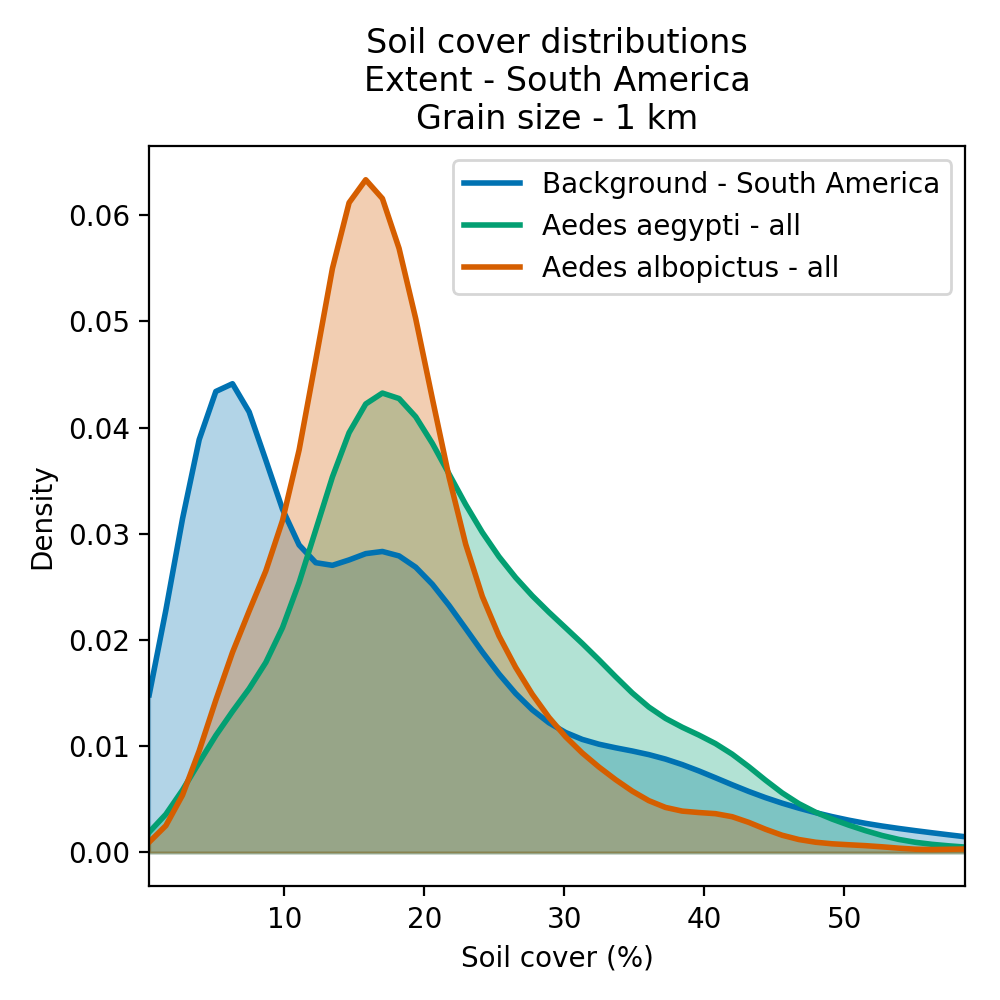 Soil cover distributions
Extent - South America
Grain size - 1 km
Background - South America
Aedes aegypti - all
Aedes albopictus - all
0.06
0.05
0.04
0.03
0.02
0.01
0.00
Density
10 20 30 40 50
Soil cover (%)